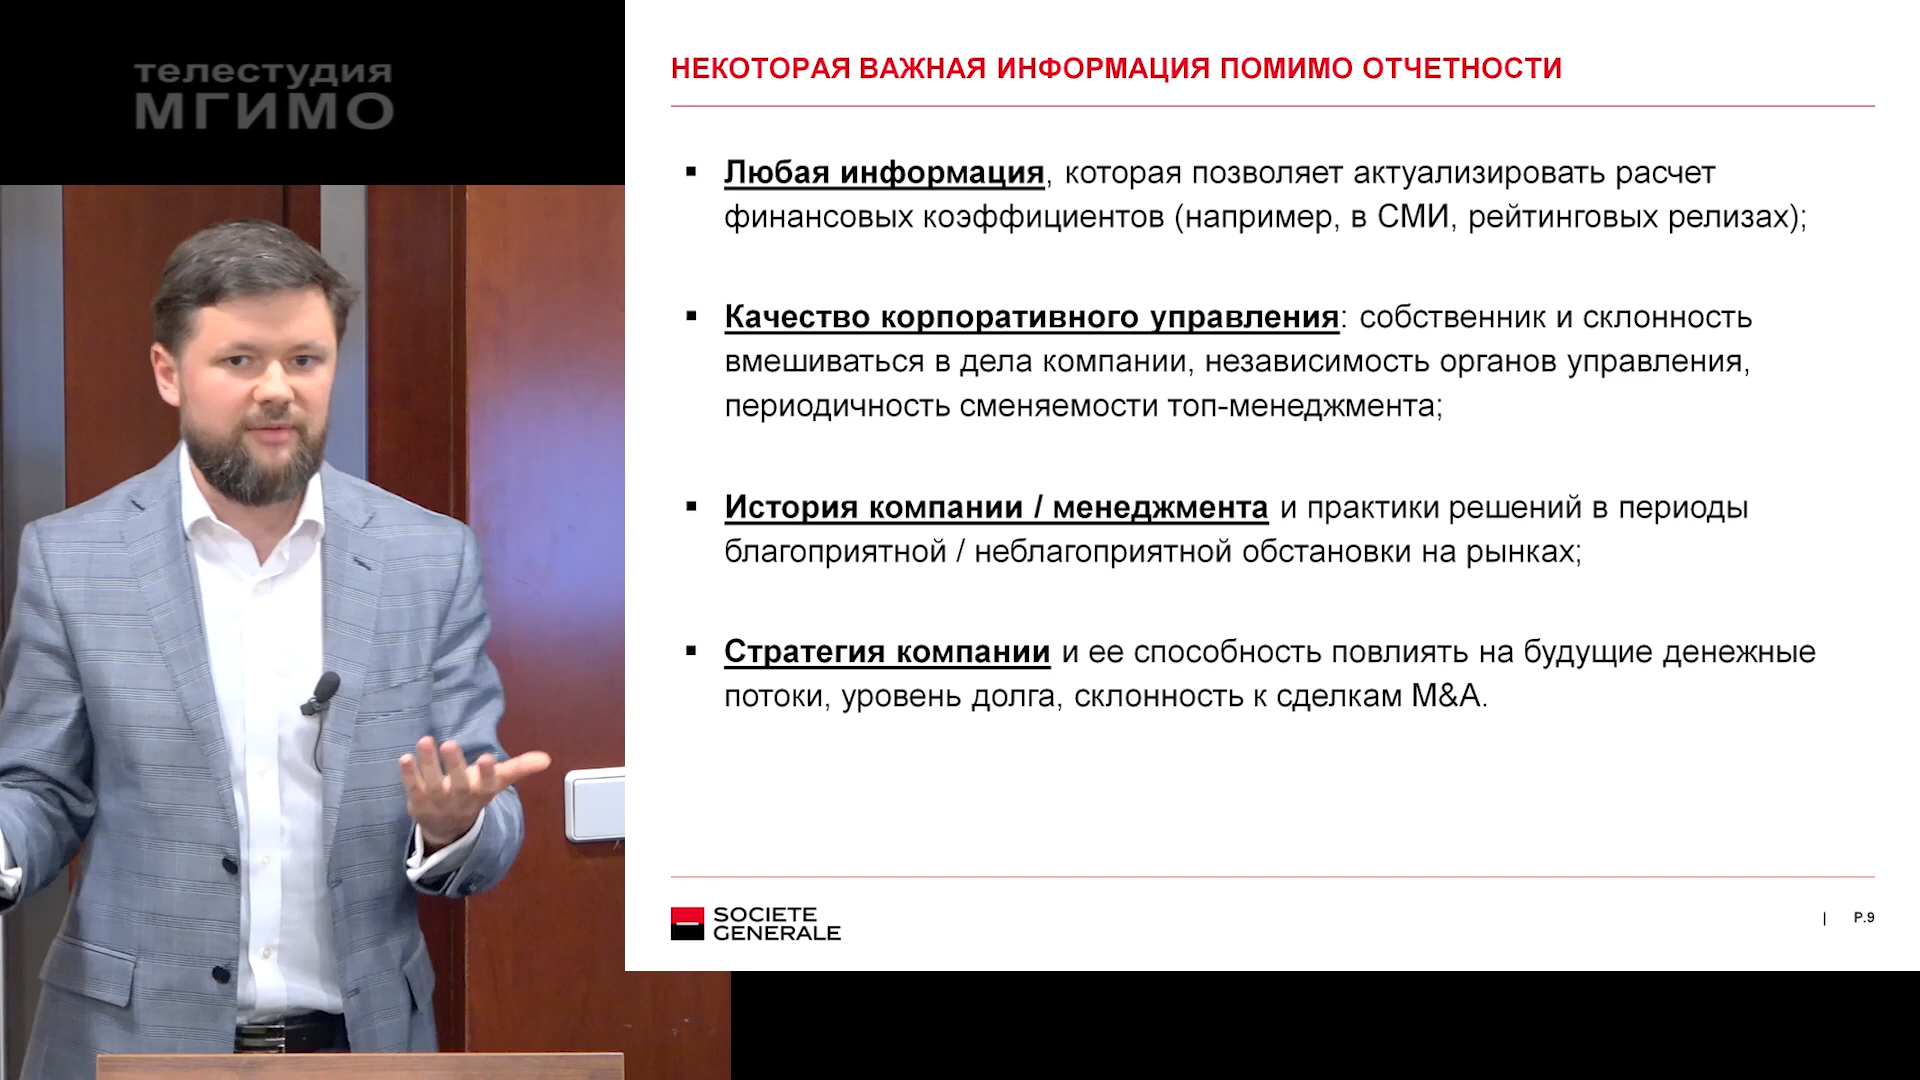 телестудия
МГИМО
НЕКОТОРАЯ ВАЖНАЯ ИНФОРМАЦИЯ ПОМИМО ОТЧЕТНОСТИ
▪ Любая информация, которая позволяет актуализировать расчет
финансовых коэффициентов (например, в СМИ, рейтинговых релизах);
▪ Качество корпоративного управления: собственник и склонность
вмешиваться в дела компании, независимость органов управления,
периодичность сменяемости топ-менеджмента;
▪ История компании / менеджмента и практики решений в периоды
благоприятной / неблагоприятной обстановки на рынках;
▪ Стратегия компании и ее способность повлиять на будущие денежные
потоки, уровень долга, склонность к сделкам M&A.
SOCIETE
GENERALE
| P.9